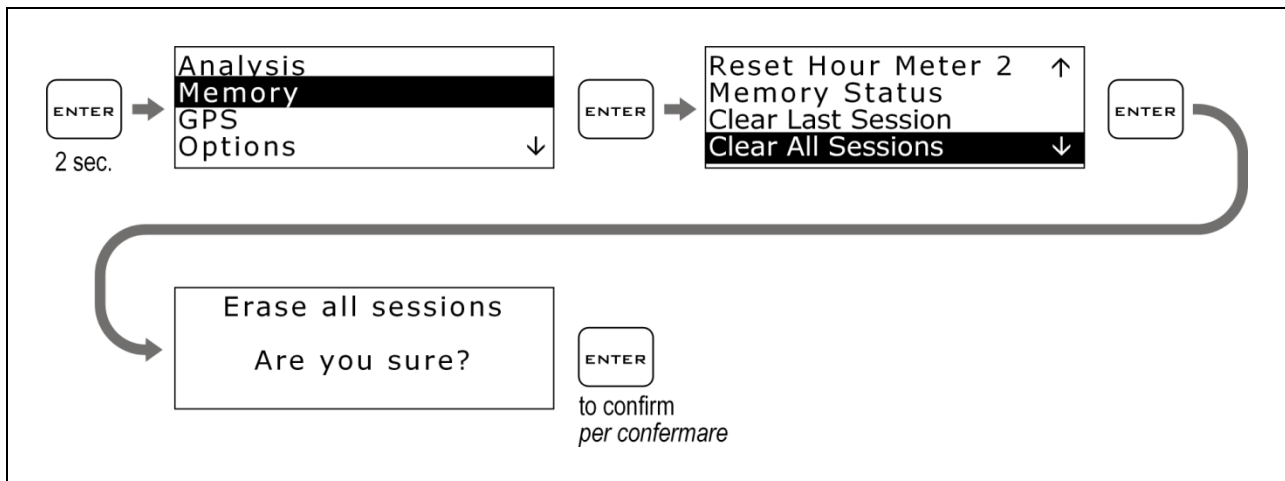 ENTER
2 sec.
Analysis
Memory
GPS
Options ↓
ENTER
Reset Hour Meter 2 ↑
Memory Status
Clear Last Session
Clear All Sessions ↓
ENTER
Erase all sessions
Are you sure?
ENTER
to confirm
per confermare